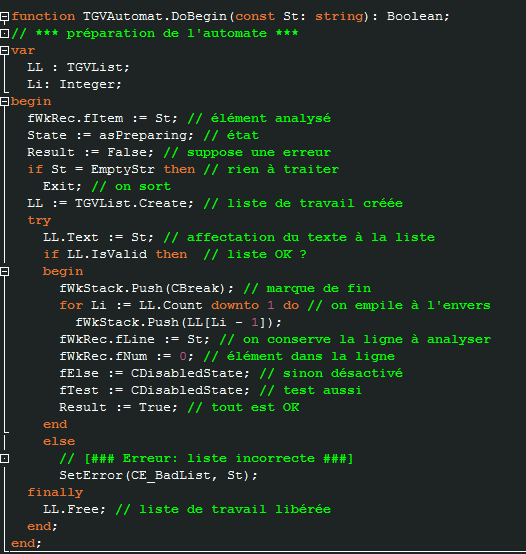 function TGVAutomat.DoBegin(const St: string): Boolean;
// *** préparation de l'automate ***
var
  LL : TGVList;
  Li: Integer;
begin
  fWkRec.fItem := St; // élément analysé
  State := asPreparing; // état
  Result := False; // suppose une erreur
  if St = EmptyStr then // rien à traiter
    Exit; // on sort
  LL := TGVList.Create; // liste de travail créée
  try
    LL.Text := St; // affectation du texte à la liste
    if LL.IsValid then  // liste OK ?
    begin
      fWkStack.Push(CBreak); // marque de fin
      for Li := LL.Count downto 1 do // on empile à l'envers
        fWkStack.Push(LL[Li - 1]);
      fWkRec.fLine := St; // on conserve la ligne à analyser
      fWkRec.fNum := 0; // élément dans la ligne
      fElse := CDisabledState; // sinon désactivé
      fTest := CDisabledState; // test aussi
      Result := True; // tout est OK
    end
    else
      // [### Erreur: liste incorrecte ###]
      SetError(CE_BadList, St);
  finally
    LL.Free; // liste de travail libérée
  end;
end;